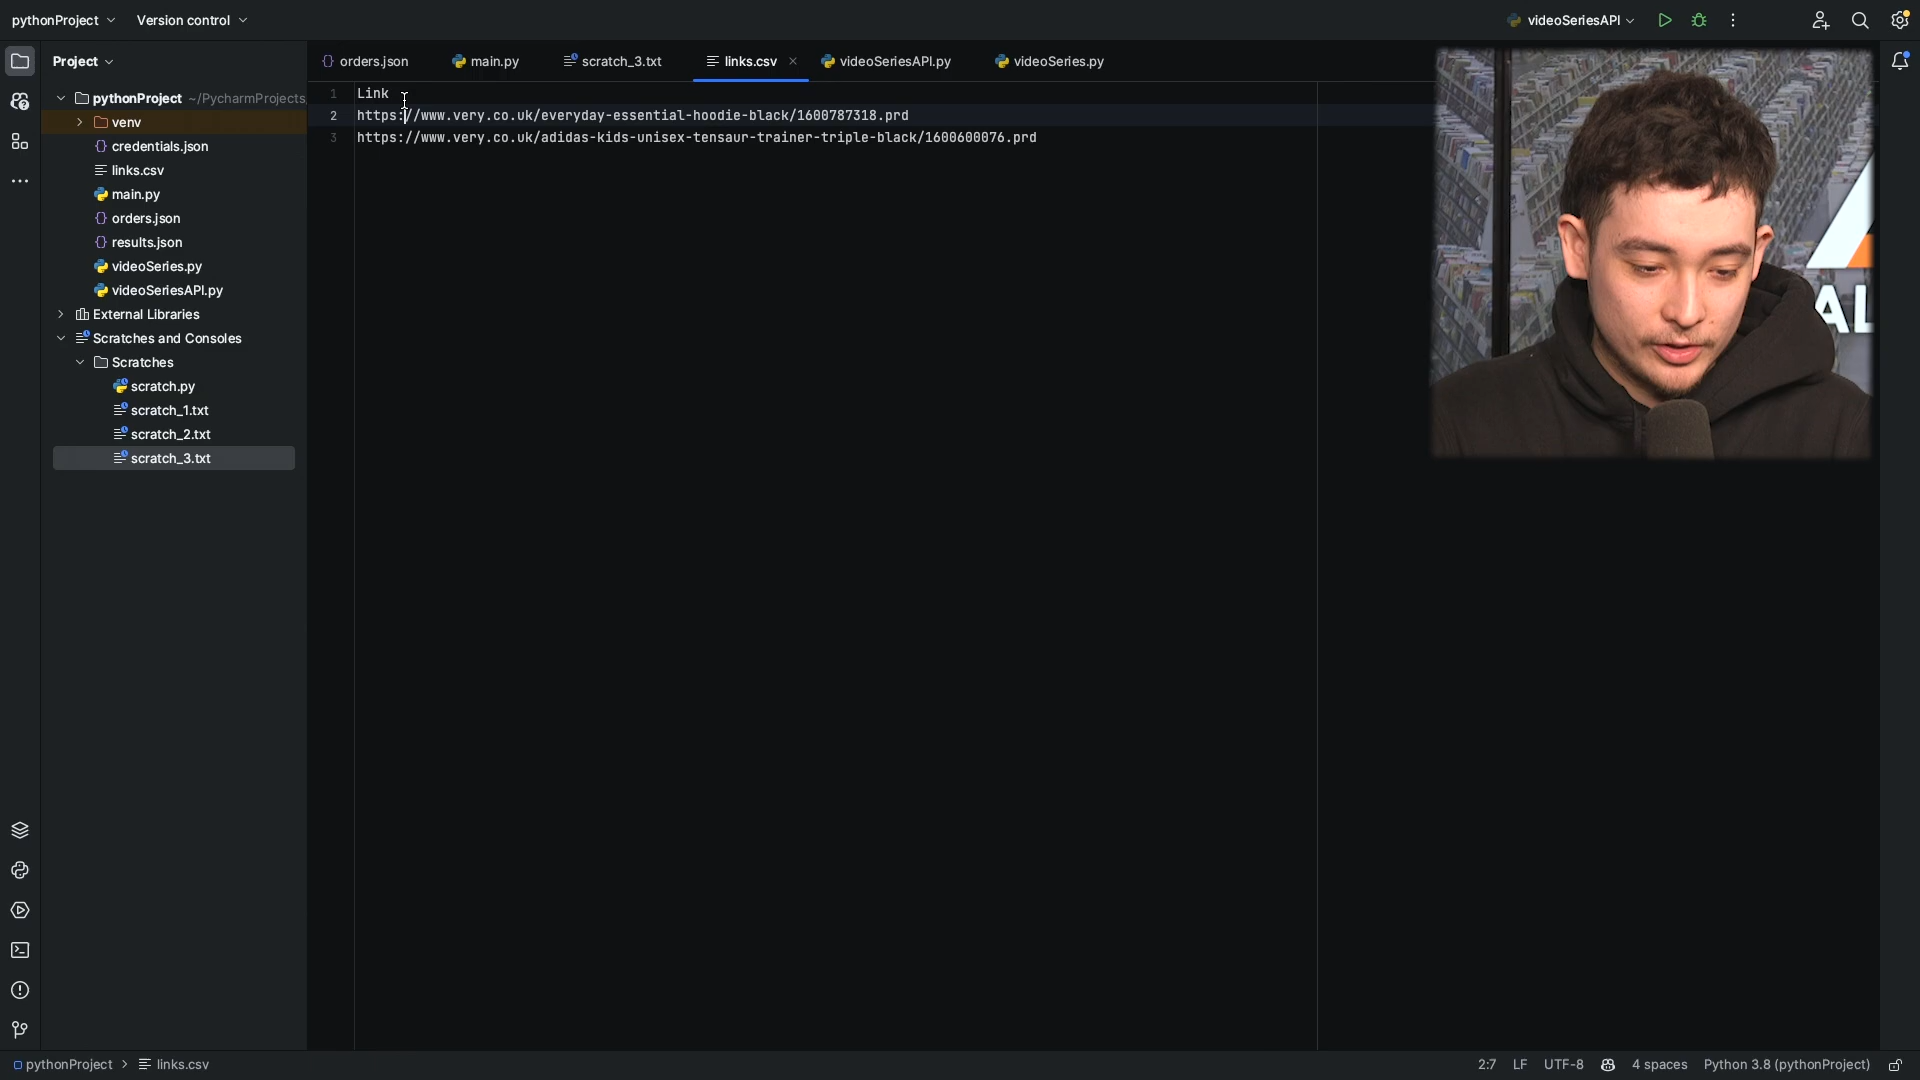 pythonProject
Version control
videoSeriesAPI
Project
orders.json
main.py
scratch_3.txt
links.csv
videoSeriesAPI.py
videoSeries.py
pythonProject ~/PycharmProjects
venv
credentials.json
links.csv
main.py
orders.json
results.json
videoSeries.py
videoSeriesAPI.py
External Libraries
Scratches and Consoles
Scratches
scratch.py
scratch_1.txt
scratch_2.txt
scratch_3.txt
1 Link
2 https://www.very.co.uk/everyday-essential-hoodie-black/1600787318.prd
3 https://www.very.co.uk/adidas-kids-unisex-tensaur-trainer-triple-black/1600600076.prd
AL
pythonProject > links.csv
2:7 LF UTF-8 4 spaces Python 3.8 (pythonProject)